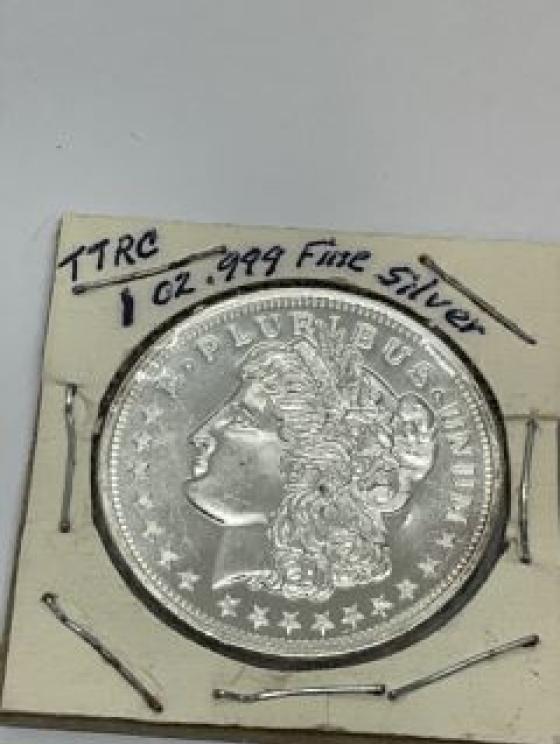 TTRC
1 oz .999 Fine Silver
E·PLURIBUS·UNUM